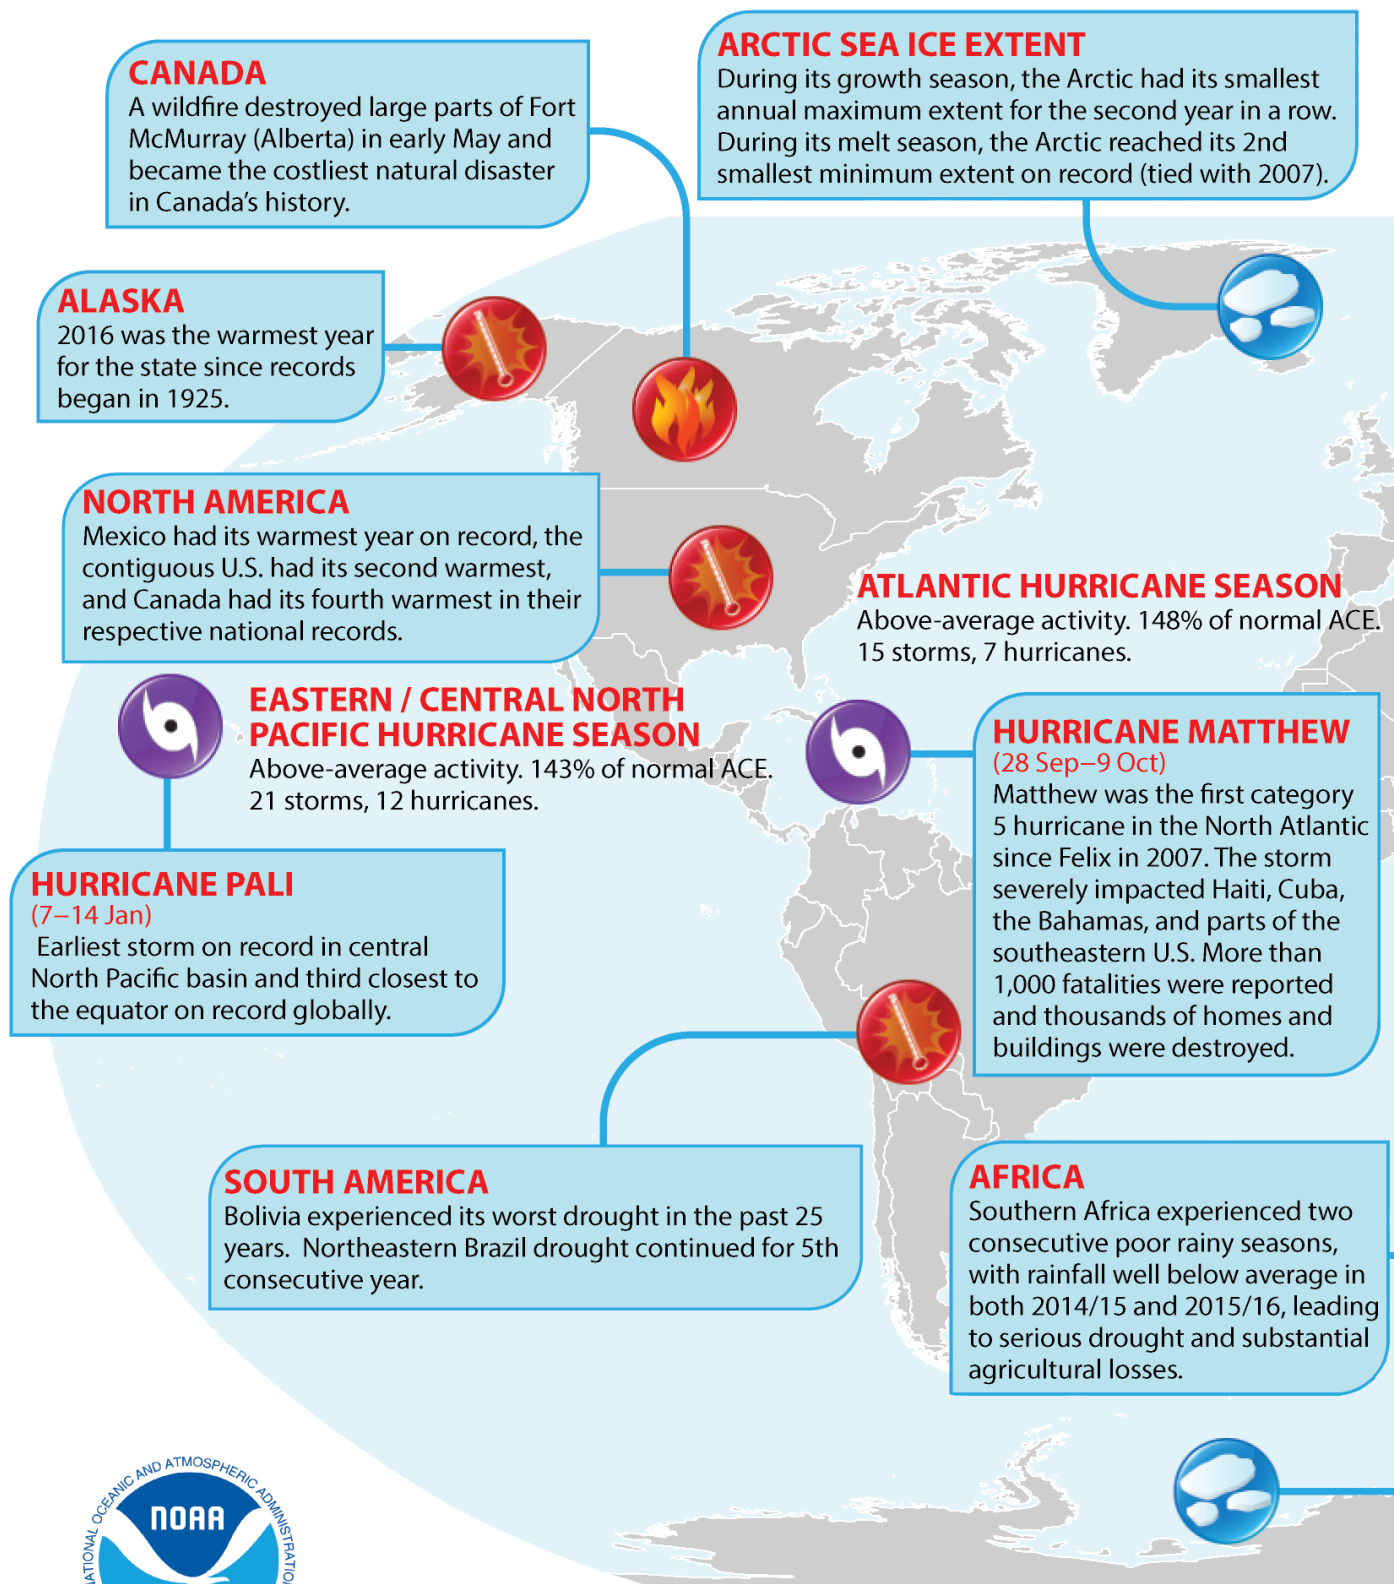 CANADA
A wildfire destroyed large parts of Fort
McMurray (Alberta) in early May and
became the costliest natural disaster
in Canada’s history.
ARCTIC SEA ICE EXTENT
During its growth season, the Arctic had its smallest
annual maximum extent for the second year in a row.
During its melt season, the Arctic reached its 2nd
smallest minimum extent on record (tied with 2007).
ALASKA
2016 was the warmest year
for the state since records
began in 1925.
NORTH AMERICA
Mexico had its warmest year on record, the
contiguous U.S. had its second warmest,
and Canada had its fourth warmest in their
respective national records.
ATLANTIC HURRICANE SEASON
Above-average activity. 148% of normal ACE.
15 storms, 7 hurricanes.
EASTERN / CENTRAL NORTH
PACIFIC HURRICANE SEASON
Above-average activity. 143% of normal ACE.
21 storms, 12 hurricanes.
HURRICANE MATTHEW
(28 Sep–9 Oct)
Matthew was the first category
5 hurricane in the North Atlantic
since Felix in 2007. The storm
severely impacted Haiti, Cuba,
the Bahamas, and parts of the
southeastern U.S. More than
1,000 fatalities were reported
and thousands of homes and
buildings were destroyed.
HURRICANE PALI
(7–14 Jan)
Earliest storm on record in central
North Pacific basin and third closest to
the equator on record globally.
SOUTH AMERICA
Bolivia experienced its worst drought in the past 25
years.  Northeastern Brazil drought continued for 5th
consecutive year.
AFRICA
Southern Africa experienced two
consecutive poor rainy seasons,
with rainfall well below average in
both 2014/15 and 2015/16, leading
to serious drought and substantial
agricultural losses.
ATIONAL OCEANIC AND ATMOSPHERIC ADMINISTRATIO
NOAA